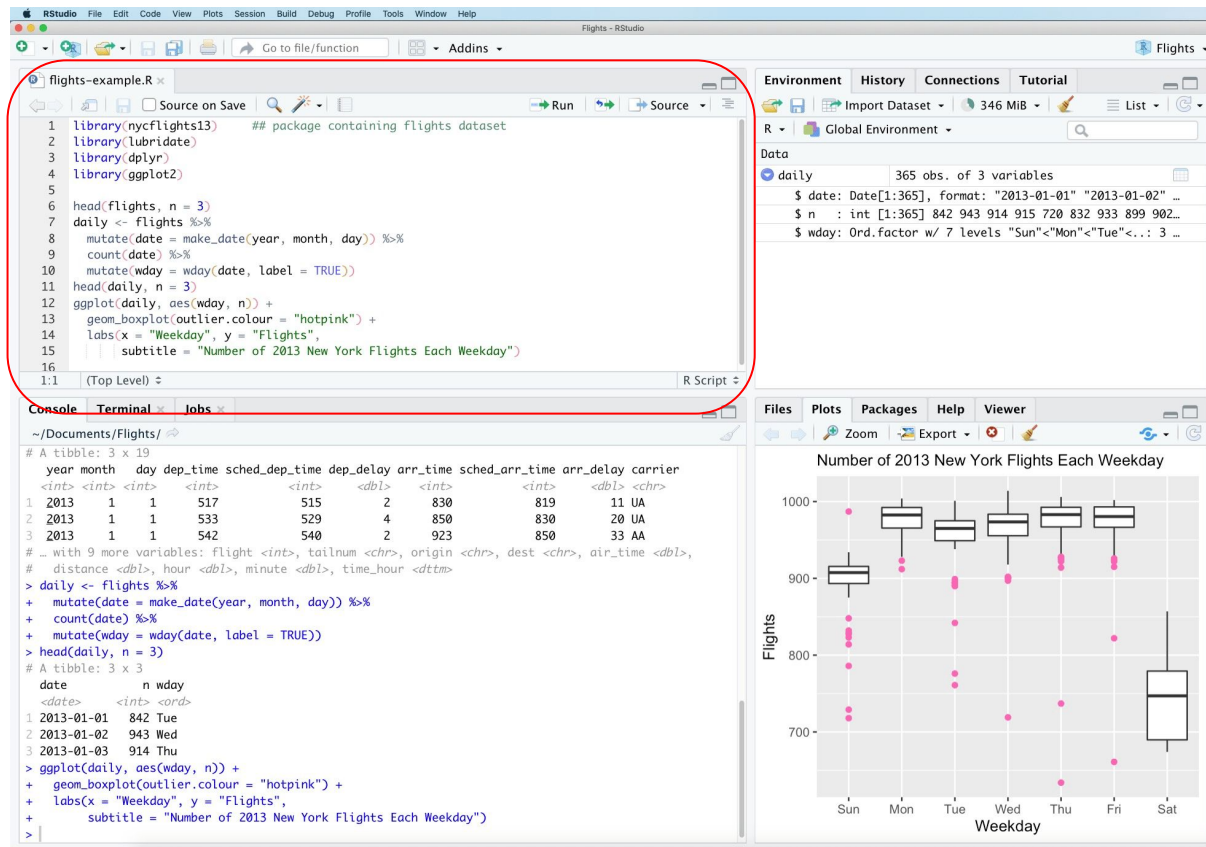 RStudio File Edit Code View Plots Session Build Debug Profile Tools Window Help
Flights - RStudio
Go to file/function Addins Flights
flights-example.R
Source on Save Run Source
1 library(nycflights13)     ## package containing flights dataset
2 library(lubridate)
3 library(dplyr)
4 library(ggplot2)
5
6 head(flights, n = 3)
7 daily <- flights %>%
8   mutate(date = make_date(year, month, day)) %>%
9   count(date) %>%
10   mutate(wday = wday(date, label = TRUE))
11 head(daily, n = 3)
12 ggplot(daily, aes(wday, n)) +
13   geom_boxplot(outlier.colour = "hotpink") +
14   labs(x = "Weekday", y = "Flights",
15        subtitle = "Number of 2013 New York Flights Each Weekday")
16
1:1 (Top Level) R Script
Environment History Connections Tutorial
Import Dataset 346 MiB List
R Global Environment
Data
daily 365 obs. of 3 variables
$ date: Date[1:365], format: "2013-01-01" "2013-01-02" …
$ n   : int [1:365] 842 943 914 915 720 832 933 899 902…
$ wday: Ord.factor w/ 7 levels "Sun"<"Mon"<"Tue"<..: 3 …
Console Terminal Jobs
~/Documents/Flights/
# A tibble: 3 x 19
year month day dep_time sched_dep_time dep_delay arr_time sched_arr_time arr_delay carrier
<int> <int> <int> <int> <int> <dbl> <int> <int> <dbl> <chr>
1 2013 1 1 517 515 2 830 819 11 UA
2 2013 1 1 533 529 4 850 830 20 UA
3 2013 1 1 542 540 2 923 850 33 AA
# … with 9 more variables: flight <int>, tailnum <chr>, origin <chr>, dest <chr>, air_time <dbl>,
#   distance <dbl>, hour <dbl>, minute <dbl>, time_hour <dttm>
> daily <- flights %>%
+   mutate(date = make_date(year, month, day)) %>%
+   count(date) %>%
+   mutate(wday = wday(date, label = TRUE))
> head(daily, n = 3)
# A tibble: 3 x 3
date n wday
<date> <int> <ord>
1 2013-01-01 842 Tue
2 2013-01-02 943 Wed
3 2013-01-03 914 Thu
> ggplot(daily, aes(wday, n)) +
+   geom_boxplot(outlier.colour = "hotpink") +
+   labs(x = "Weekday", y = "Flights",
+        subtitle = "Number of 2013 New York Flights Each Weekday")
>
Files Plots Packages Help Viewer
Zoom Export
Number of 2013 New York Flights Each Weekday
1000
900
800
700
Flights
Sun Mon Tue Wed Thu Fri Sat
Weekday